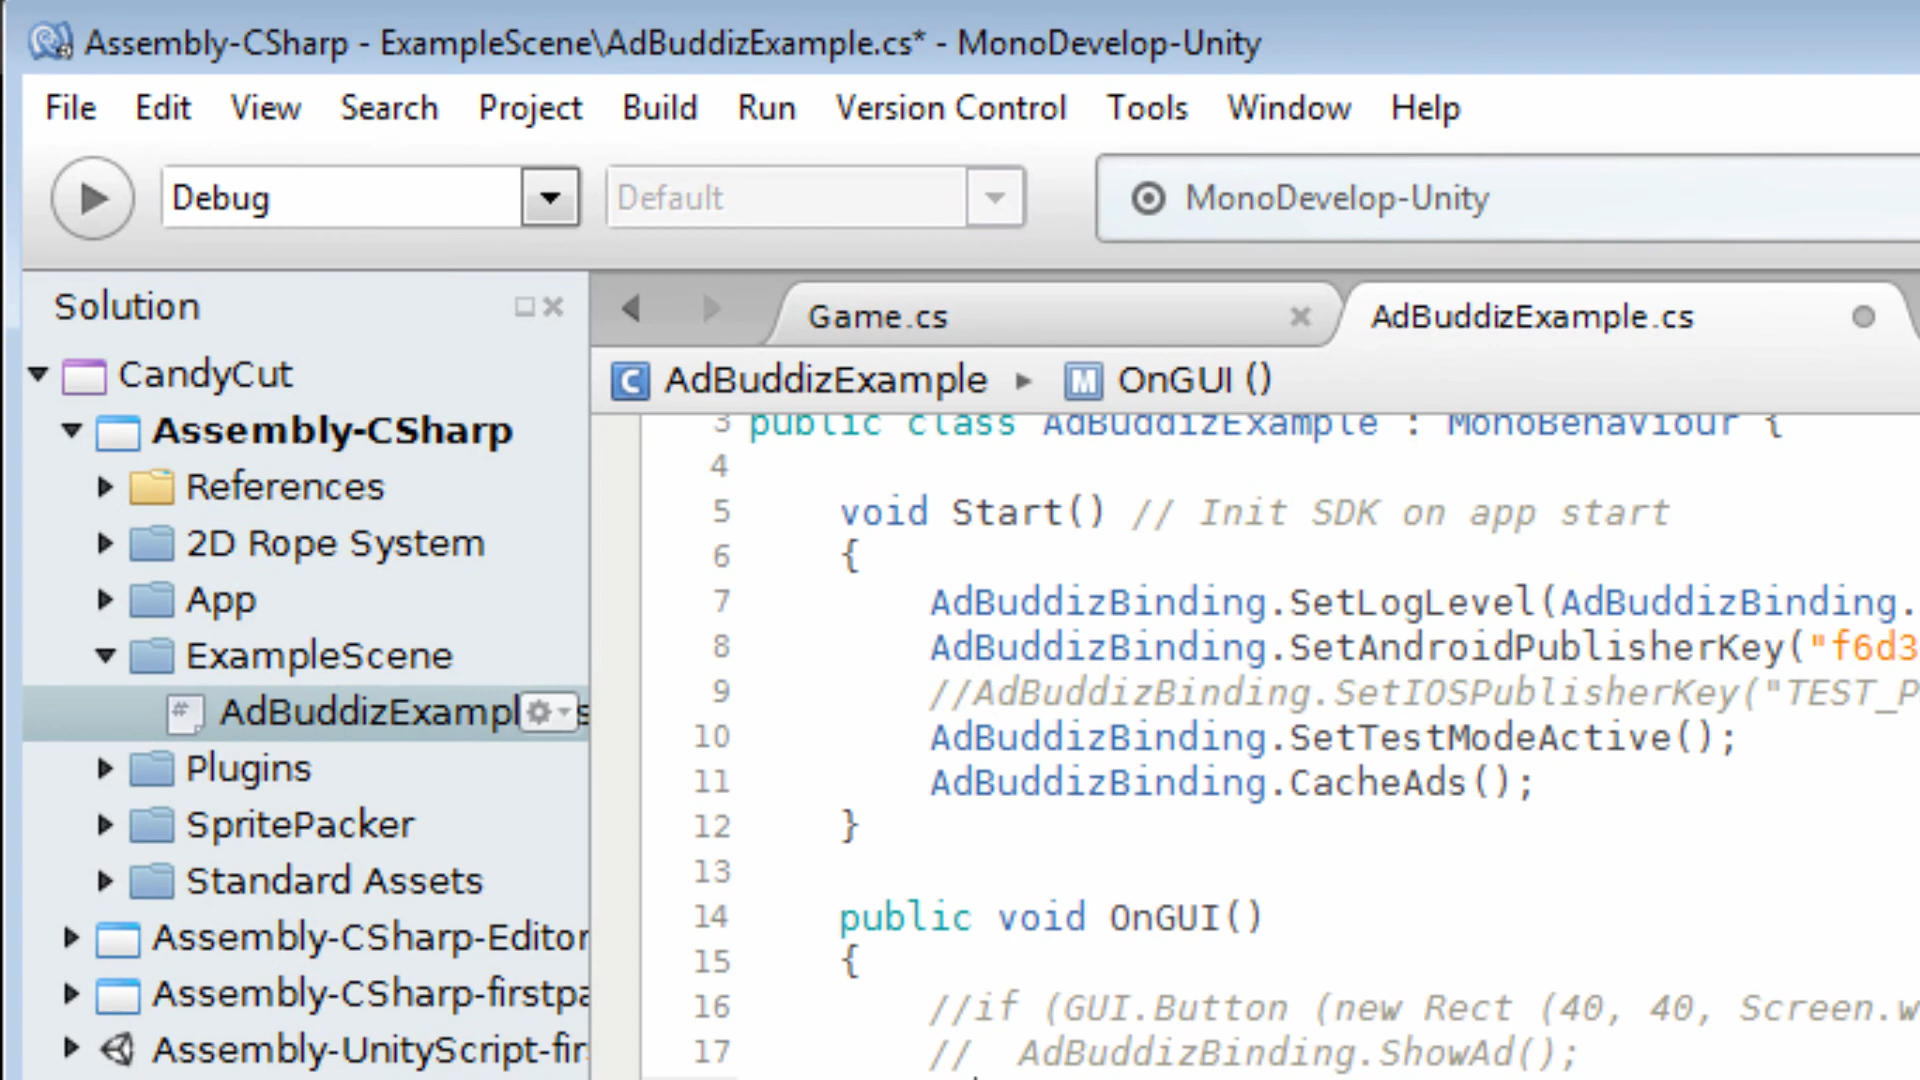 Assembly-CSharp - ExampleScene\AdBuddizExample.cs* - MonoDevelop-Unity
File Edit View Search Project Build Run Version Control Tools Window Help
Debug Default MonoDevelop-Unity
Solution
CandyCut
Assembly-CSharp
References
2D Rope System
App
ExampleScene
AdBuddizExampl s
Plugins
SpritePacker
Standard Assets
Assembly-CSharp-Editor
Assembly-CSharp-firstpa
Assembly-UnityScript-fir
Game.cs AdBuddizExample.cs
C AdBuddizExample M OnGUI ()
3 public class AdBuddizExample : MonoBehaviour {
4
5 void Start() // Init SDK on app start
6 {
7 AdBuddizBinding.SetLogLevel(AdBuddizBinding.
8 AdBuddizBinding.SetAndroidPublisherKey("f6d3
9 //AdBuddizBinding.SetIOSPublisherKey("TEST_P
10 AdBuddizBinding.SetTestModeActive();
11 AdBuddizBinding.CacheAds();
12 }
13
14 public void OnGUI()
15 {
16 //if (GUI.Button (new Rect (40, 40, Screen.w
17 // AdBuddizBinding.ShowAd();